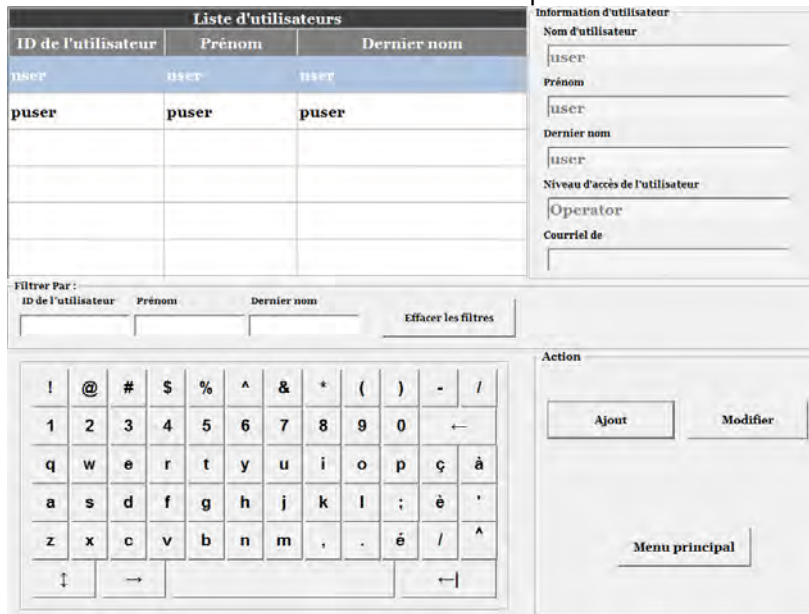 Liste d'utilisateurs
ID de l'utilisateur Prénom Dernier nom
user user user
puser puser puser
Information d'utilisateur
Nom d'utilisateur
user
Prénom
user
Dernier nom
user
Niveau d'accès de l'utilisateur
Operator
Courriel de
Filtrer Par :
ID de l'utilisateur Prénom Dernier nom
Effacer les filtres
! @ # $ % ^ & * ( ) - /
1 2 3 4 5 6 7 8 9 0 ←
q w e r t y u i o p ç à
a s d f g h j k l ; è '
z x c v b n m , . é / ^
↕ → ←|
Action
Ajout Modifier
Menu principal